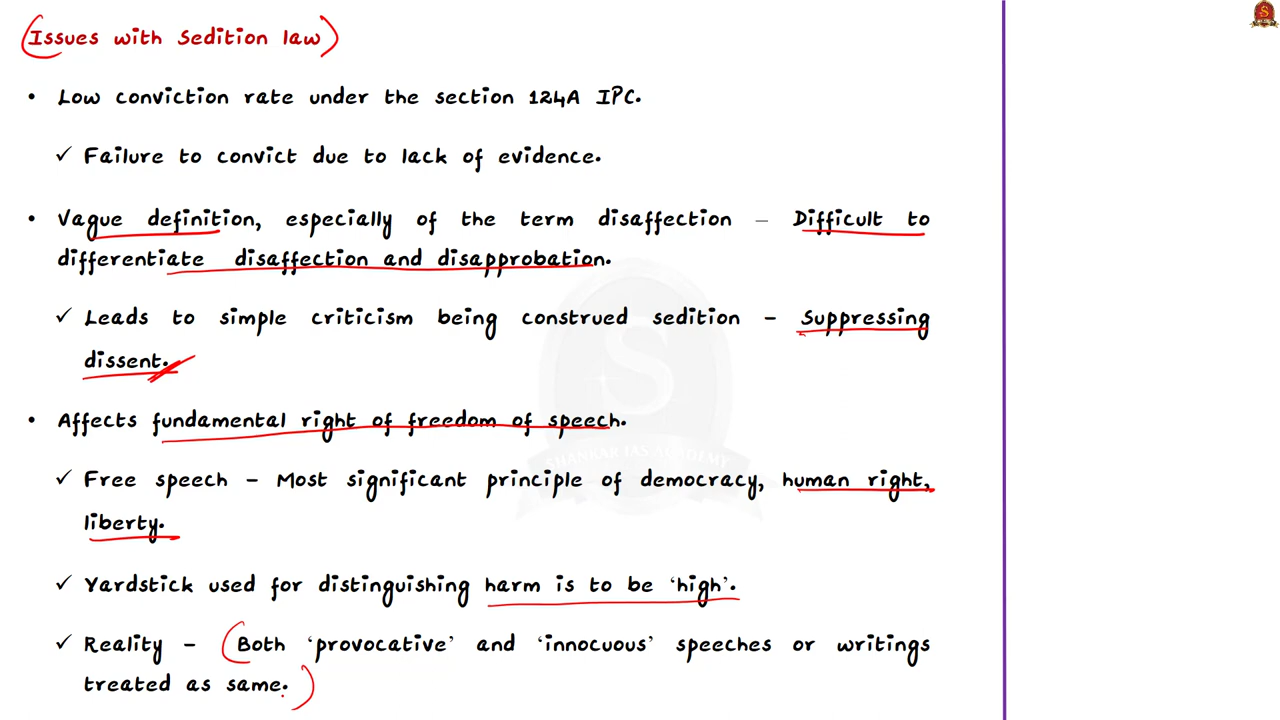 Issues with Sedition law
• Low conviction rate under the section 124A IPC.
✓ Failure to convict due to lack of evidence.
• Vague definition, especially of the term disaffection – Difficult to
differentiate disaffection and disapprobation.
✓ Leads to simple criticism being construed sedition – Suppressing
dissent.
• Affects fundamental right of freedom of speech.
SHANKAR IAS ACADEMY
✓ Free speech – Most significant principle of democracy, human right,
liberty.
✓ Yardstick used for distinguishing harm is to be ‘high’.
✓ Reality – Both ‘provocative’ and ‘innocuous’ speeches or writings
treated as same.